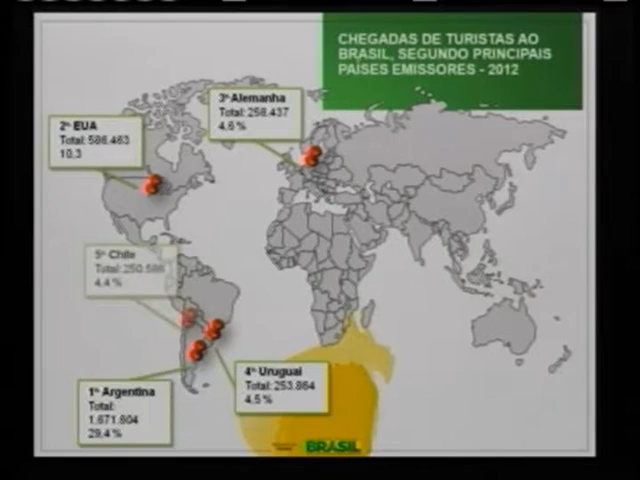 CHEGADAS DE TURISTAS AO
BRASIL, SEGUNDO PRINCIPAIS
PAÍSES EMISSORES - 2012
3º Alemanha
Total: 258.437
4,6 %
2º EUA
Total: 586.463
10,3
5º Chile
Total: 250.586
4,4 %
4º Uruguai
Total: 253.864
4,5 %
1º Argentina
Total:
1.671.604
29,4 %
BRASIL